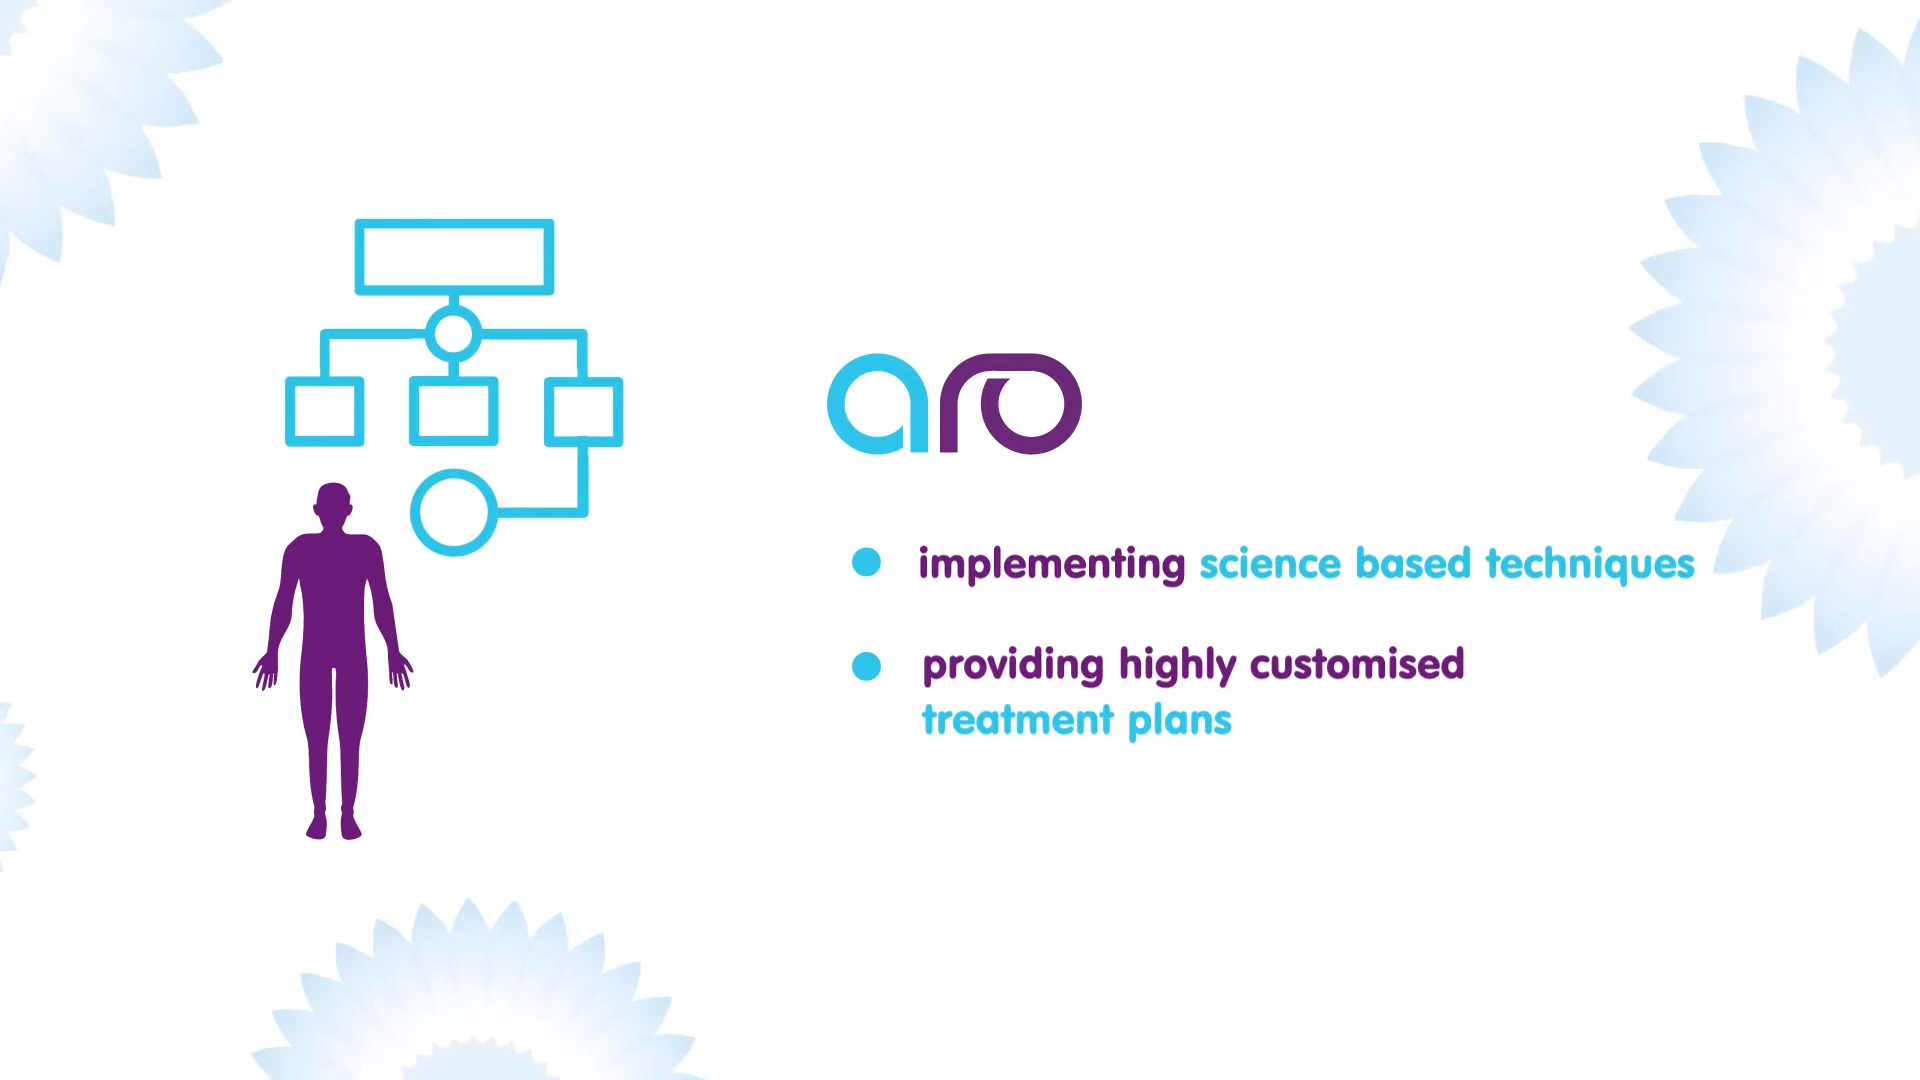 aro
implementing science based techniques
providing highly customised
treatment plans